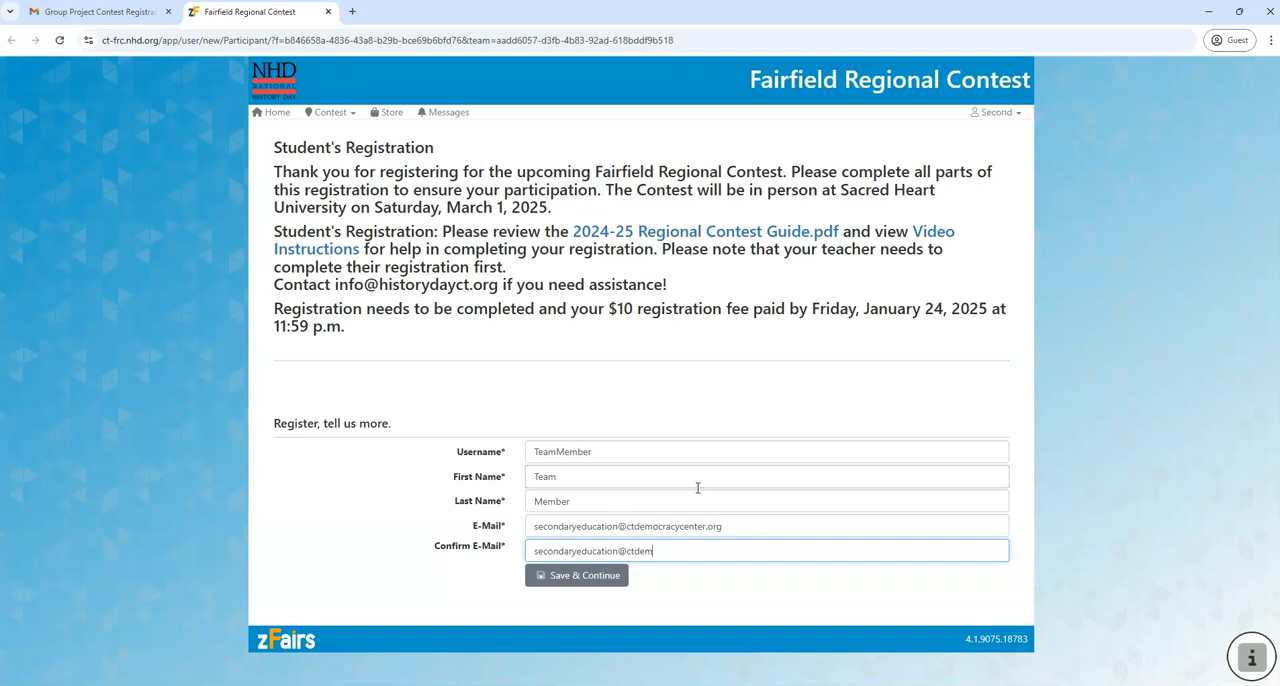 Group Project Contest Registra
Fairfield Regional Contest
ct-frc.nhd.org/app/user/new/Participant/?f=b846658a-4836-43a8-b29b-bce69b6bfd76&team=aadd6057-d3fb-4b83-92ad-618bddf9b518
Guest
NHD
NATIONAL
HISTORY DAY
Fairfield Regional Contest
Home Contest Store Messages Second
Student's Registration
Thank you for registering for the upcoming Fairfield Regional Contest. Please complete all parts of
this registration to ensure your participation. The Contest will be in person at Sacred Heart
University on Saturday, March 1, 2025.
Student's Registration: Please review the 2024-25 Regional Contest Guide.pdf and view Video
Instructions for help in completing your registration. Please note that your teacher needs to
complete their registration first.
Contact info@historydayct.org if you need assistance!
Registration needs to be completed and your $10 registration fee paid by Friday, January 24, 2025 at
11:59 p.m.
Register, tell us more.
Username* TeamMember
First Name* Team
Last Name* Member
E-Mail* secondaryeducation@ctdemocracycenter.org
Confirm E-Mail* secondaryeducation@ctdem
Save & Continue
zFairs 4.1.9075.18783